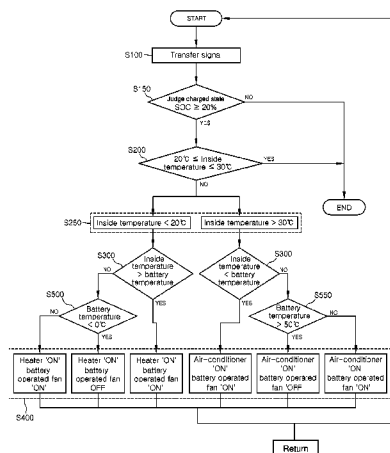 START
S100
Transfer signa
S150
Judge charged state
SOC ≥ 20%
NO
YES
S200
20℃ ≤ Inside
temperature
≤ 30℃
YES
NO
END
S250
Inside temperature < 20℃
Inside temperature > 30℃
S300
Inside
temperature
> battery
temperature
NO
YES
S300
Inside
temperature
< battery
temperature
NO
YES
S500
Battery
temperature
< 0℃
NO
YES
S550
Battery
temperature
> 50℃
YES
NO
Heater 'ON'
battery
operated fan
'ON'
Heater 'ON'
battery
operated fan
OFF
Heater 'ON'
battery
operated fan
'ON'
Air-conditioner
'ON'
battery operated
fan 'ON'
Air-conditioner
'ON'
battery operated
fan 'OFF'
Air-conditioner
'ON'
battery operated
fan 'ON'
S400
Return